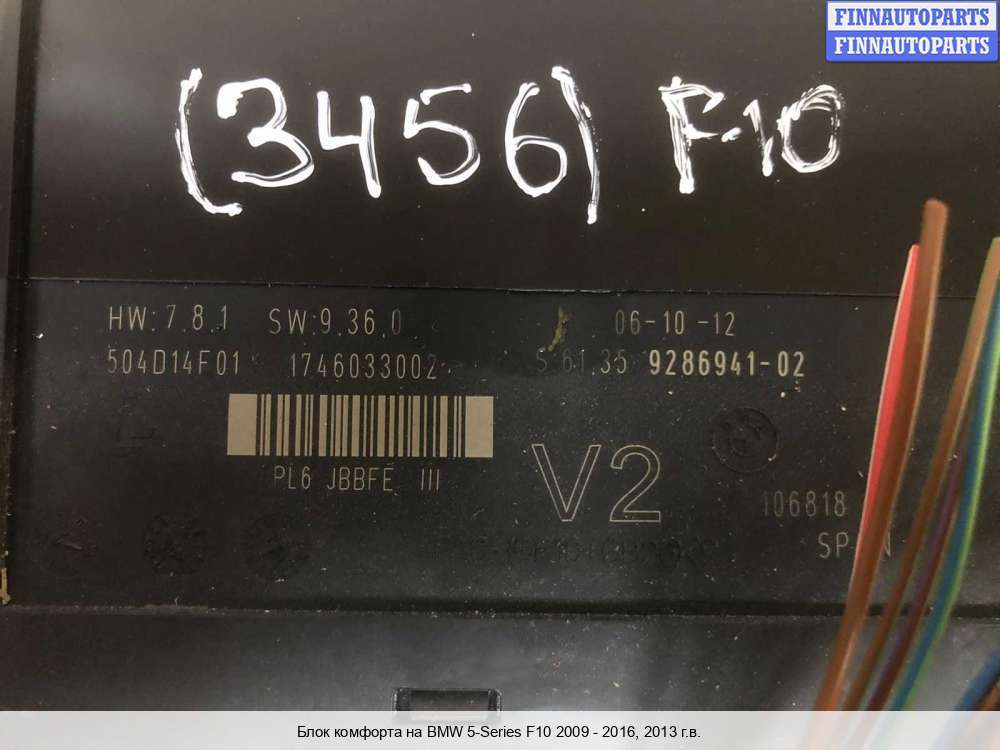 FINNAUTOPARTS
FINNAUTOPARTS
(3456) F-10
HW:7.8.1 SW:9.36.0 06-10-12
504D14F01 1746033002 S 61.35 9286941-02
PL6 JBBFE III
V2
106818
Блок комфорта на BMW 5-Series F10 2009 - 2016, 2013 г.в.